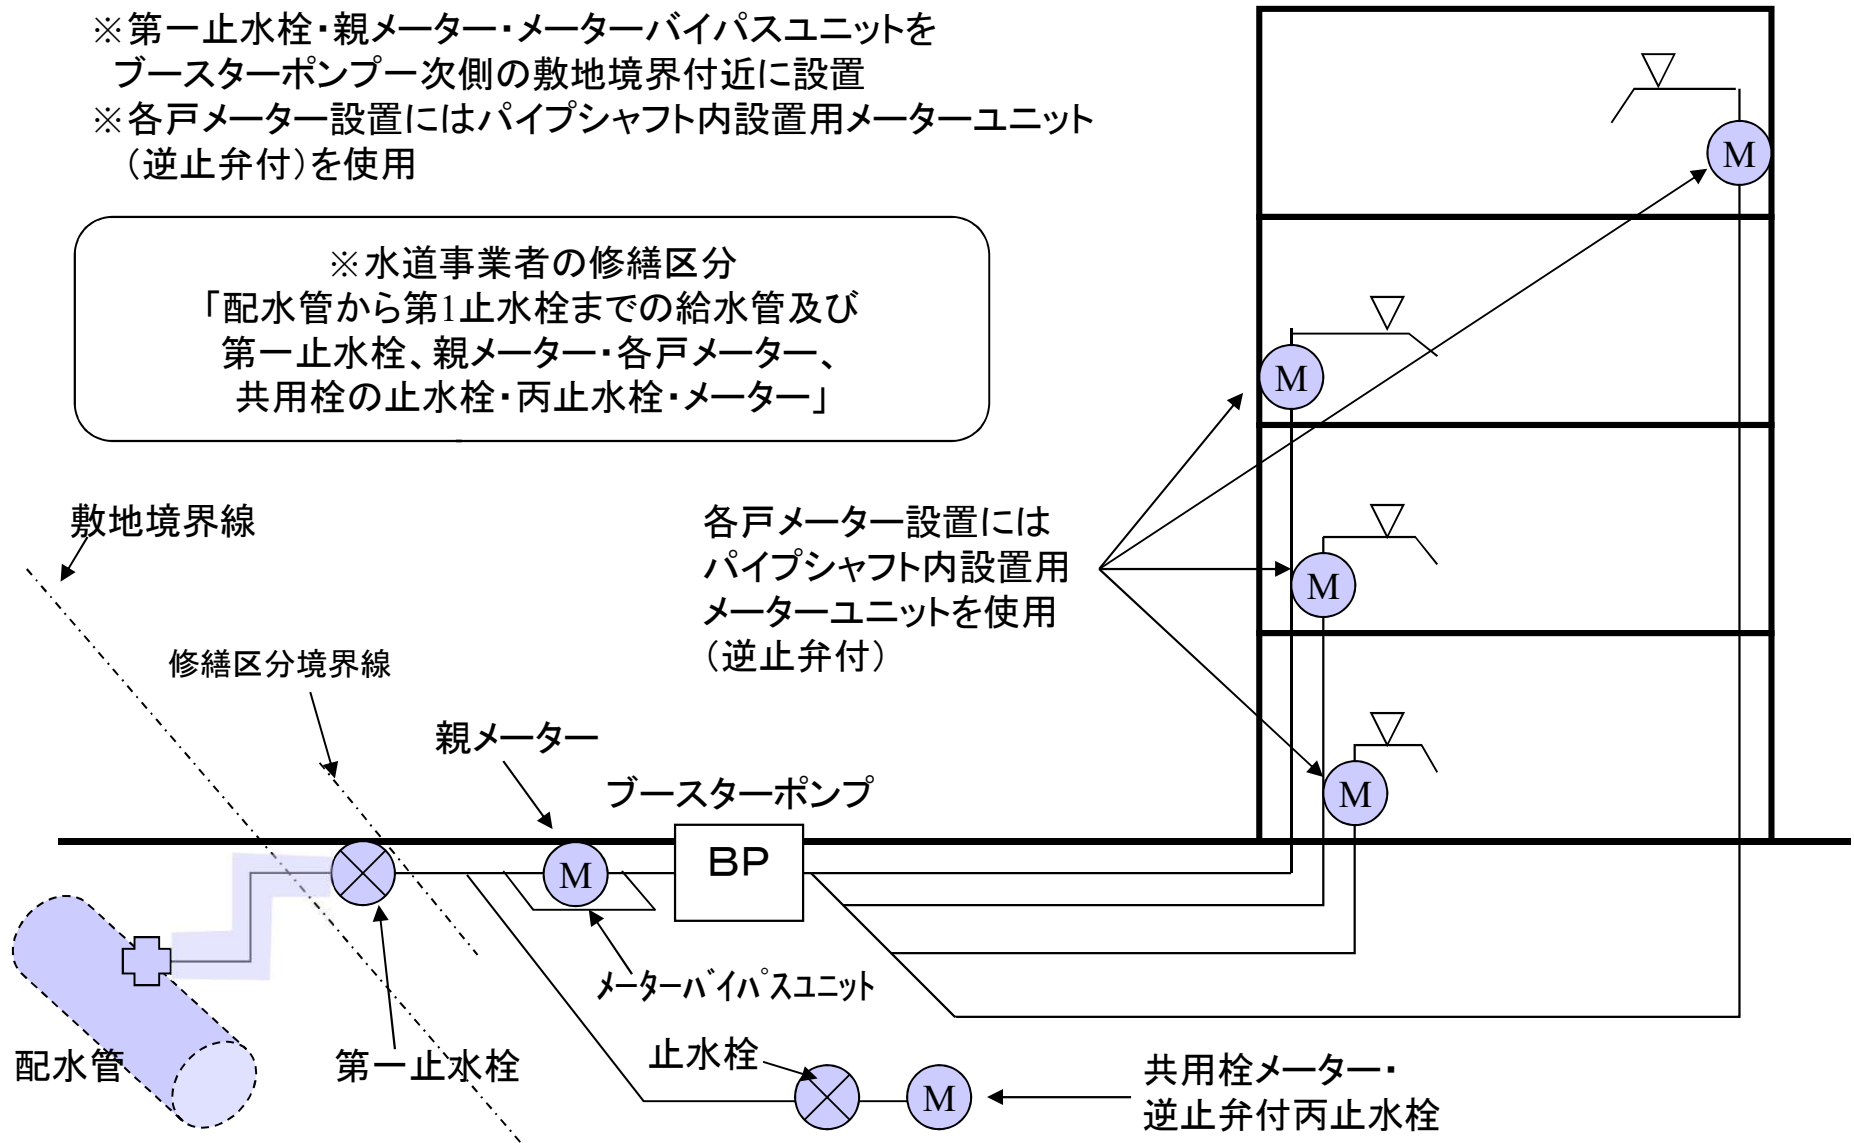 ※第一止水栓・親メーター・メーターバイパスユニットを
ブースターポンプ一次側の敷地境界付近に設置
※各戸メーター設置にはパイプシャフト内設置用メーターユニット
（逆止弁付）を使用
※水道事業者の修繕区分
「配水管から第1止水栓までの給水管及び
第一止水栓、親メーター・各戸メーター、
共用栓の止水栓・丙止水栓・メーター」
敷地境界線
修繕区分境界線
各戸メーター設置には
パイプシャフト内設置用
メーターユニットを使用
（逆止弁付）
親メーター
ブースターポンプ
BP
M
M
M
M
M
ﾒｰﾀｰﾊﾞｲﾊﾟｽﾕﾆｯﾄ
配水管
第一止水栓
止水栓
M
共用栓メーター・
逆止弁付丙止水栓